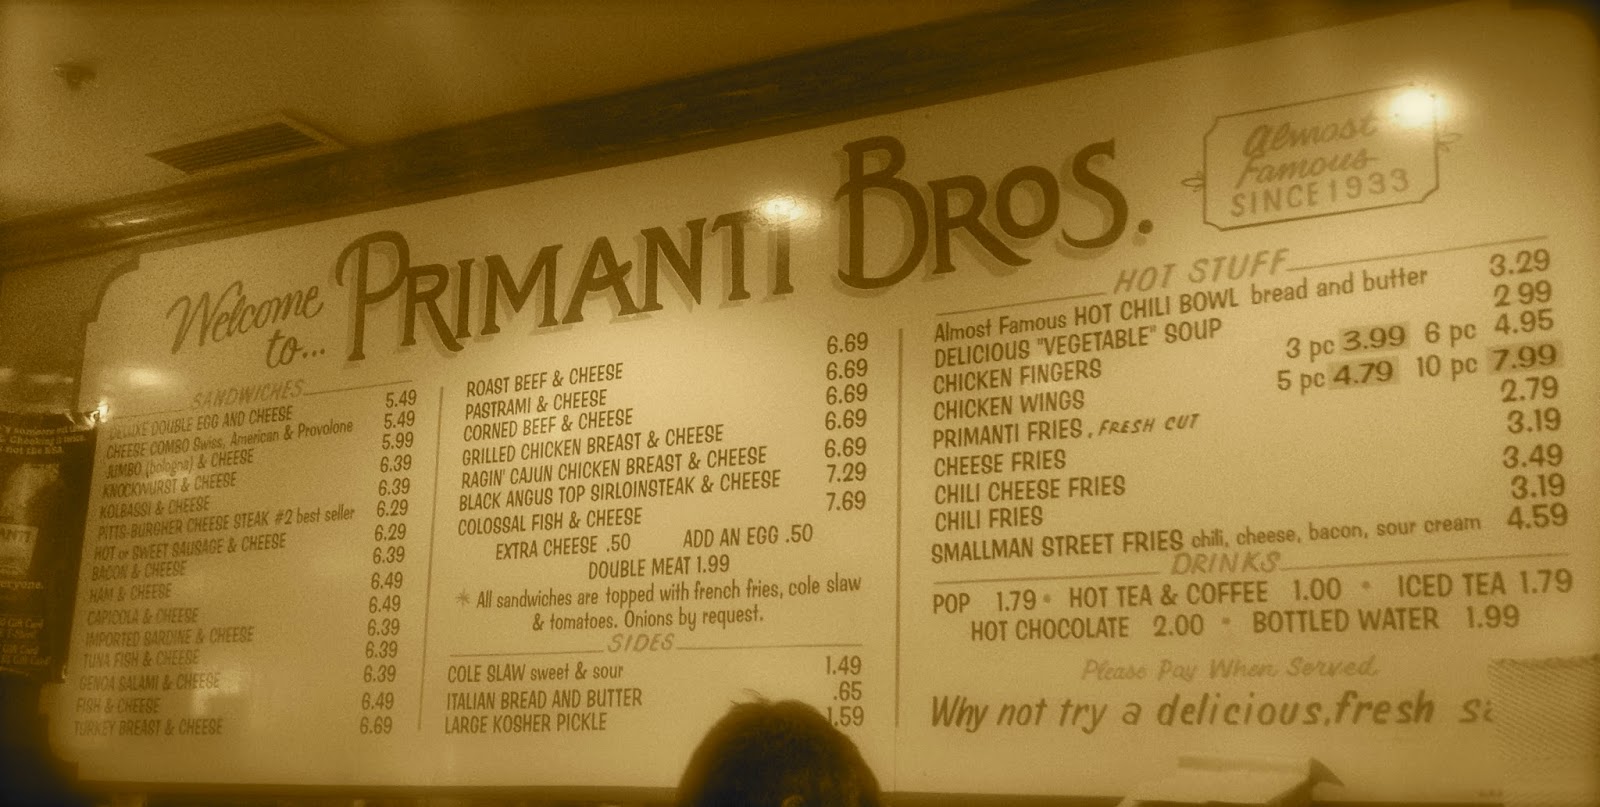 Welcome to... PRIMANTI BROS.
Almost
Famous
SINCE 1933
SANDWICHES
DELUXE DOUBLE EGG AND CHEESE 5.49
CHEESE COMBO Swiss, American & Provolone 5.49
JUMBO (bologna) & CHEESE 5.99
KNOCKWURST & CHEESE 6.39
KOLBASSI & CHEESE 6.39
PITTS-BURGHER CHEESE STEAK #2 best seller 6.29
HOT or SWEET SAUSAGE & CHEESE 6.29
BACON & CHEESE 6.39
HAM & CHEESE 6.49
CAPICOLA & CHEESE 6.49
IMPORTED SARDINE & CHEESE 6.39
TUNA FISH & CHEESE 6.39
GENOA SALAMI & CHEESE 6.39
FISH & CHEESE 6.49
TURKEY BREAST & CHEESE 6.69
ROAST BEEF & CHEESE 6.69
PASTRAMI & CHEESE 6.69
CORNED BEEF & CHEESE 6.69
GRILLED CHICKEN BREAST & CHEESE 6.69
RAGIN' CAJUN CHICKEN BREAST & CHEESE 6.69
BLACK ANGUS TOP SIRLOINSTEAK & CHEESE 7.29
COLOSSAL FISH & CHEESE 7.69
EXTRA CHEESE .50 ADD AN EGG .50
DOUBLE MEAT 1.99
* All sandwiches are topped with french fries, cole slaw
& tomatoes. Onions by request.
SIDES
COLE SLAW sweet & sour 1.49
ITALIAN BREAD AND BUTTER .65
LARGE KOSHER PICKLE 1.59
HOT STUFF
Almost Famous HOT CHILI BOWL bread and butter 3.29
DELICIOUS "VEGETABLE" SOUP 2 99
CHICKEN FINGERS 3 pc 3.99 6 pc 4.95
CHICKEN WINGS 5 pc 4.79 10 pc 7.99
PRIMANTI FRIES, FRESH CUT 2.79
CHEESE FRIES 3.19
CHILI CHEESE FRIES 3.49
CHILI FRIES 3.19
SMALLMAN STREET FRIES chili, cheese, bacon, sour cream 4.59
DRINKS
POP 1.79 • HOT TEA & COFFEE 1.00 • ICED TEA 1.79
HOT CHOCOLATE 2.00 • BOTTLED WATER 1.99
Please Pay When Served.
Why not try a delicious, fresh